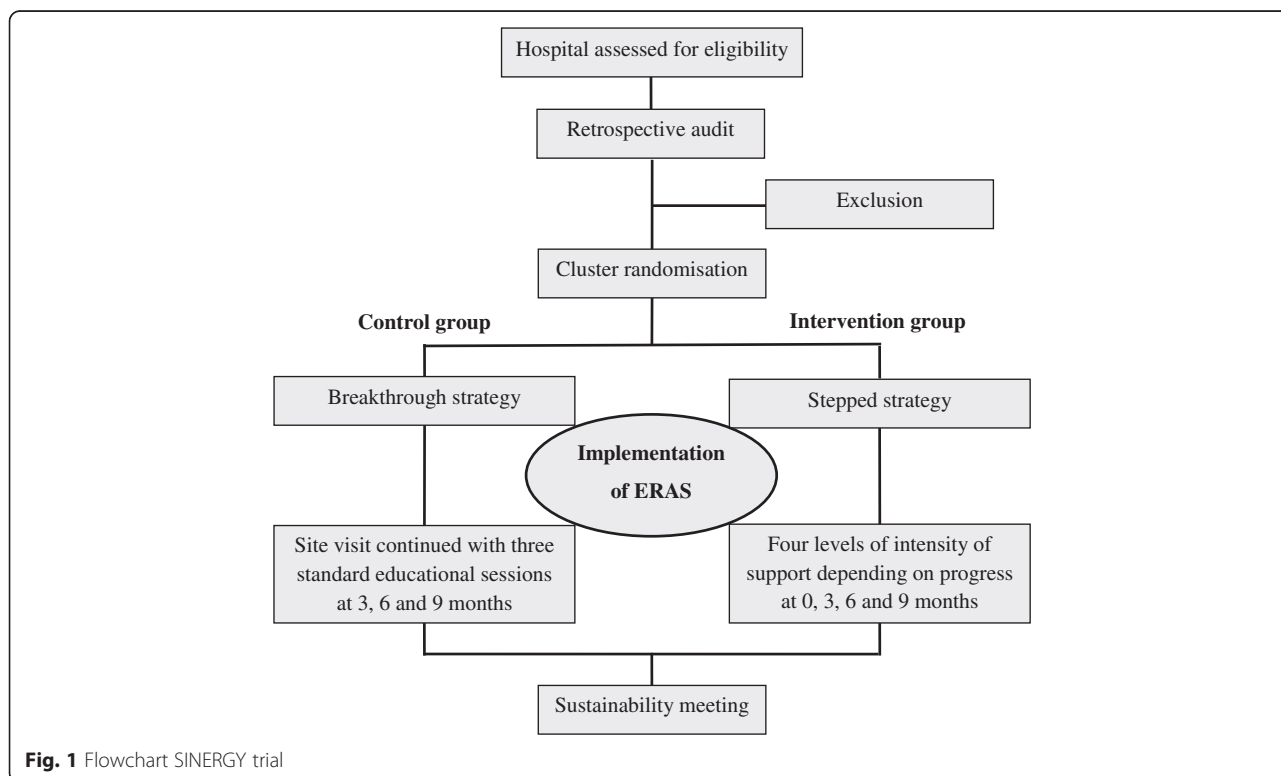 Hospital assessed for eligibility
Retrospective audit
Exclusion
Cluster randomisation
Control group
Intervention group
Breakthrough strategy
Stepped strategy
Implementation
of ERAS
Site visit continued with three
standard educational sessions
at 3, 6 and 9 months
Four levels of intensity of
support depending on progress
at 0, 3, 6 and 9 months
Sustainability meeting
Fig. 1 Flowchart SINERGY trial